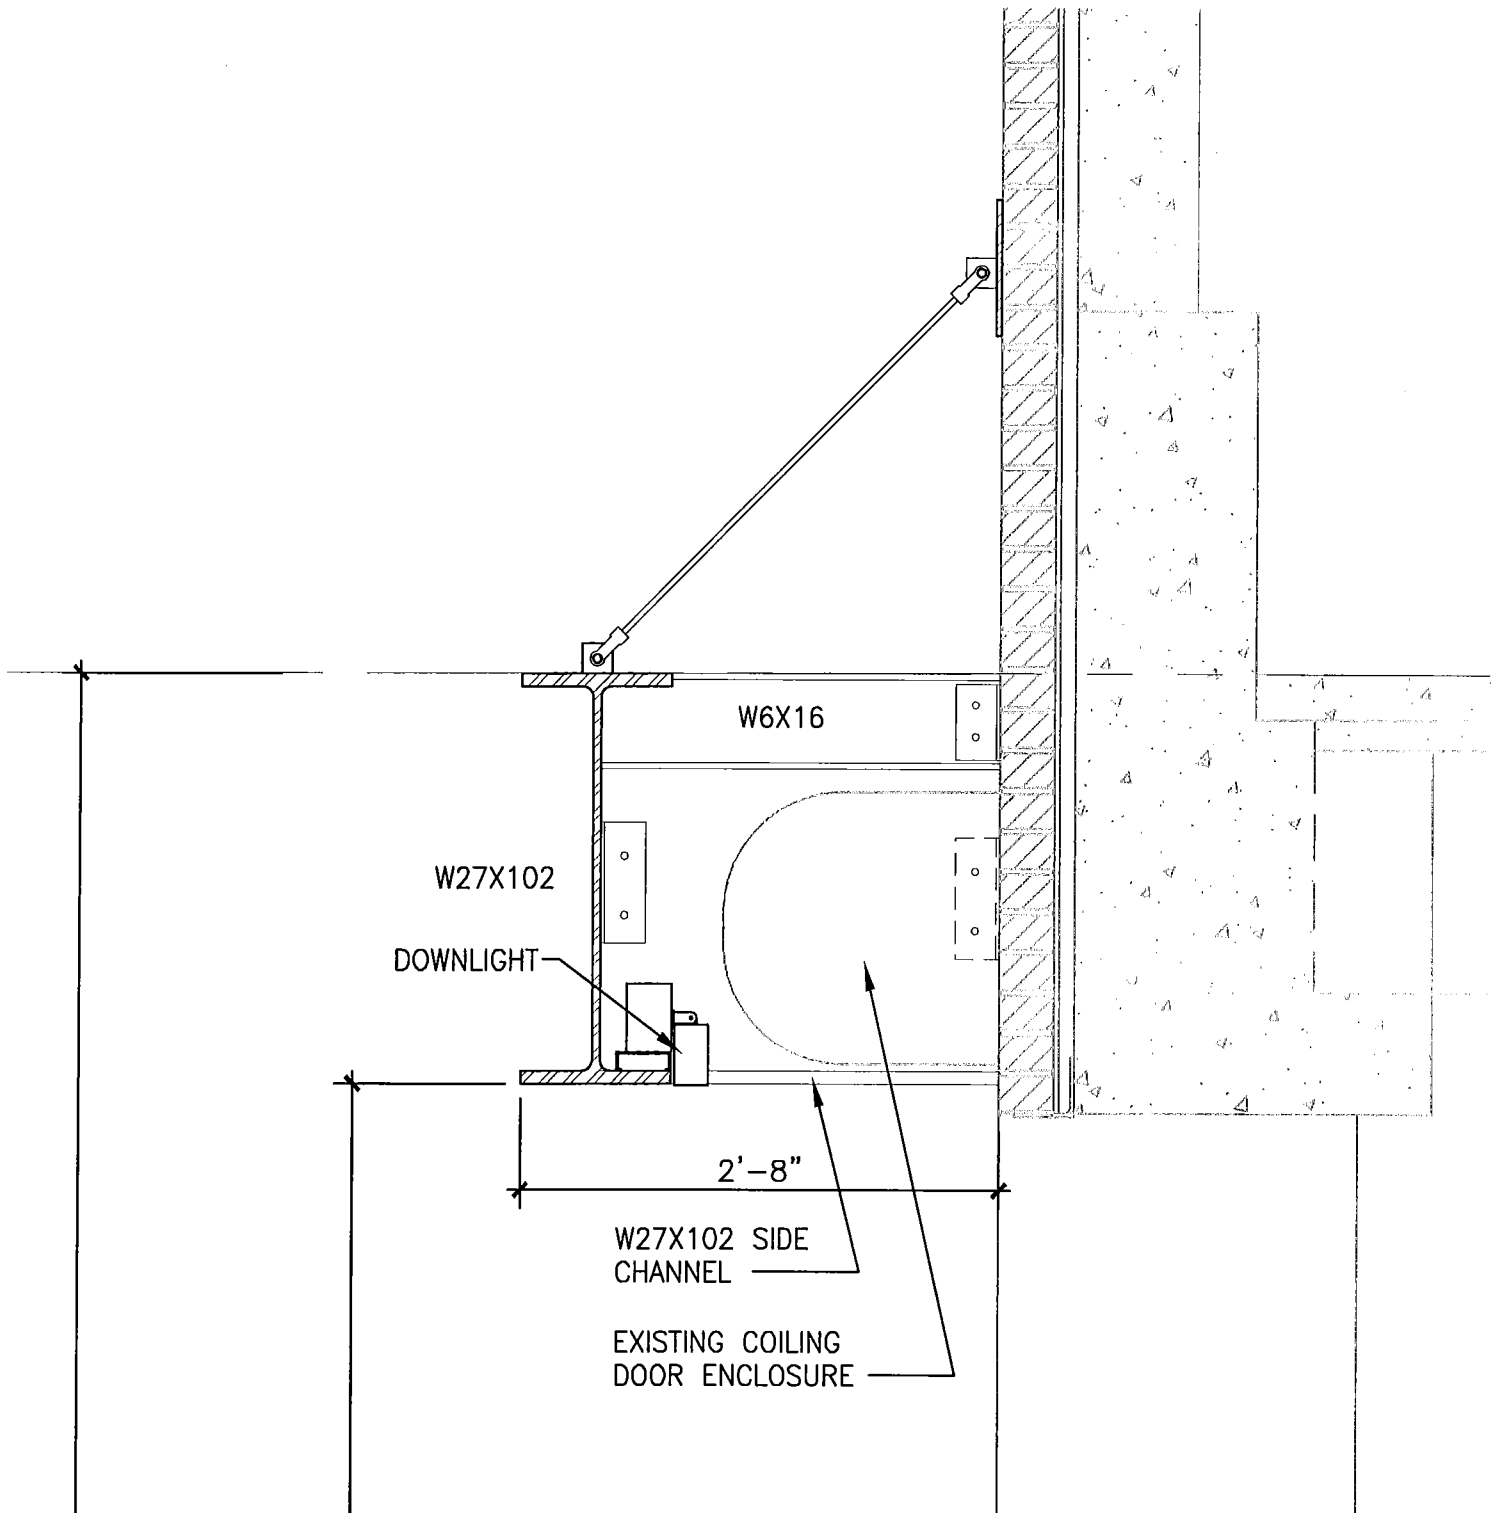 W6X16
W27X102
DOWNLIGHT
2'-8"
W27X102 SIDE
CHANNEL
EXISTING COILING
DOOR ENCLOSURE